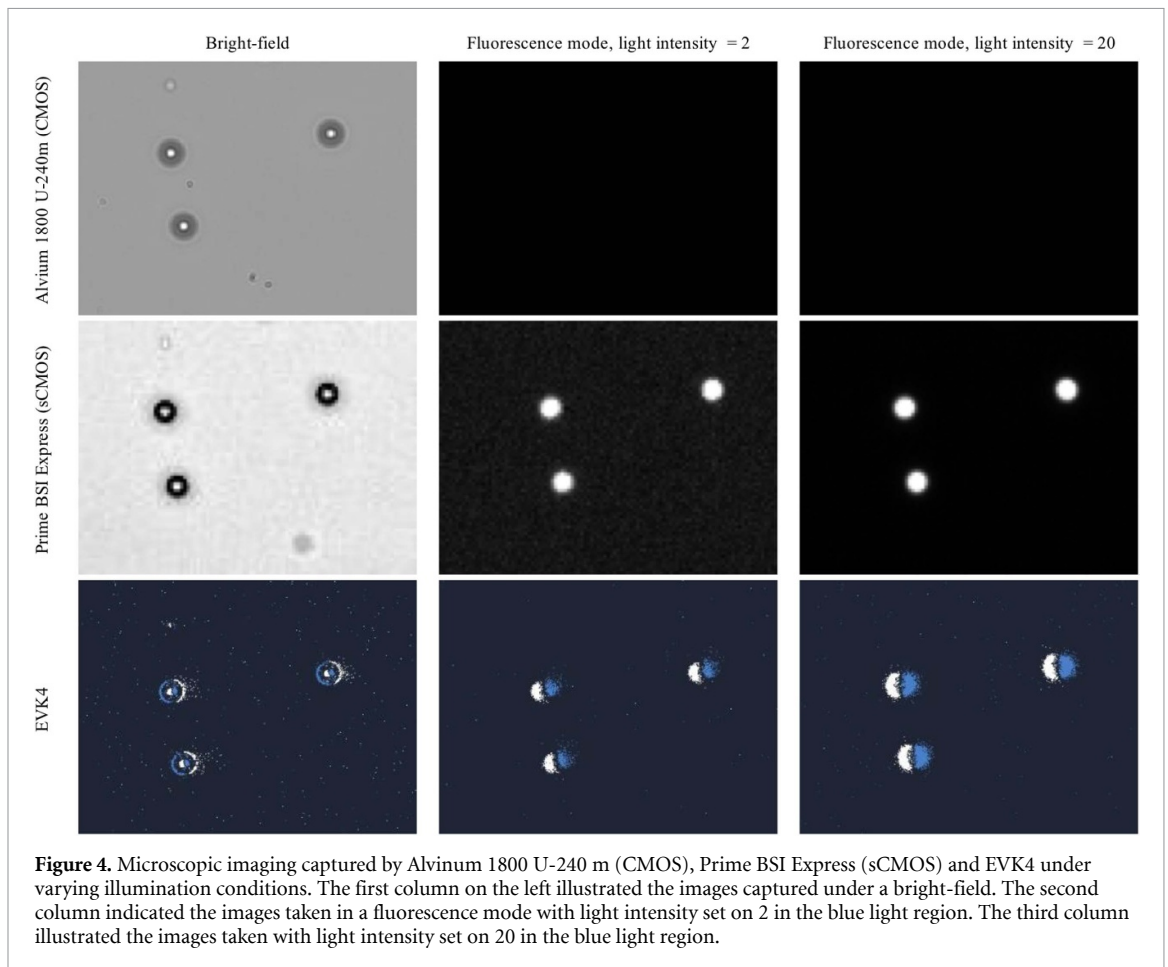 Bright-field
Fluorescence mode, light intensity = 2
Fluorescence mode, light intensity = 20
Alvium 1800 U-240m (CMOS)
Prime BSI Express (sCMOS)
EVK4
Figure 4. Microscopic imaging captured by Alvinum 1800 U-240 m (CMOS), Prime BSI Express (sCMOS) and EVK4 under
varying illumination conditions. The first column on the left illustrated the images captured under a bright-field. The second
column indicated the images taken in a fluorescence mode with light intensity set on 2 in the blue light region. The third column
illustrated the images taken with light intensity set on 20 in the blue light region.